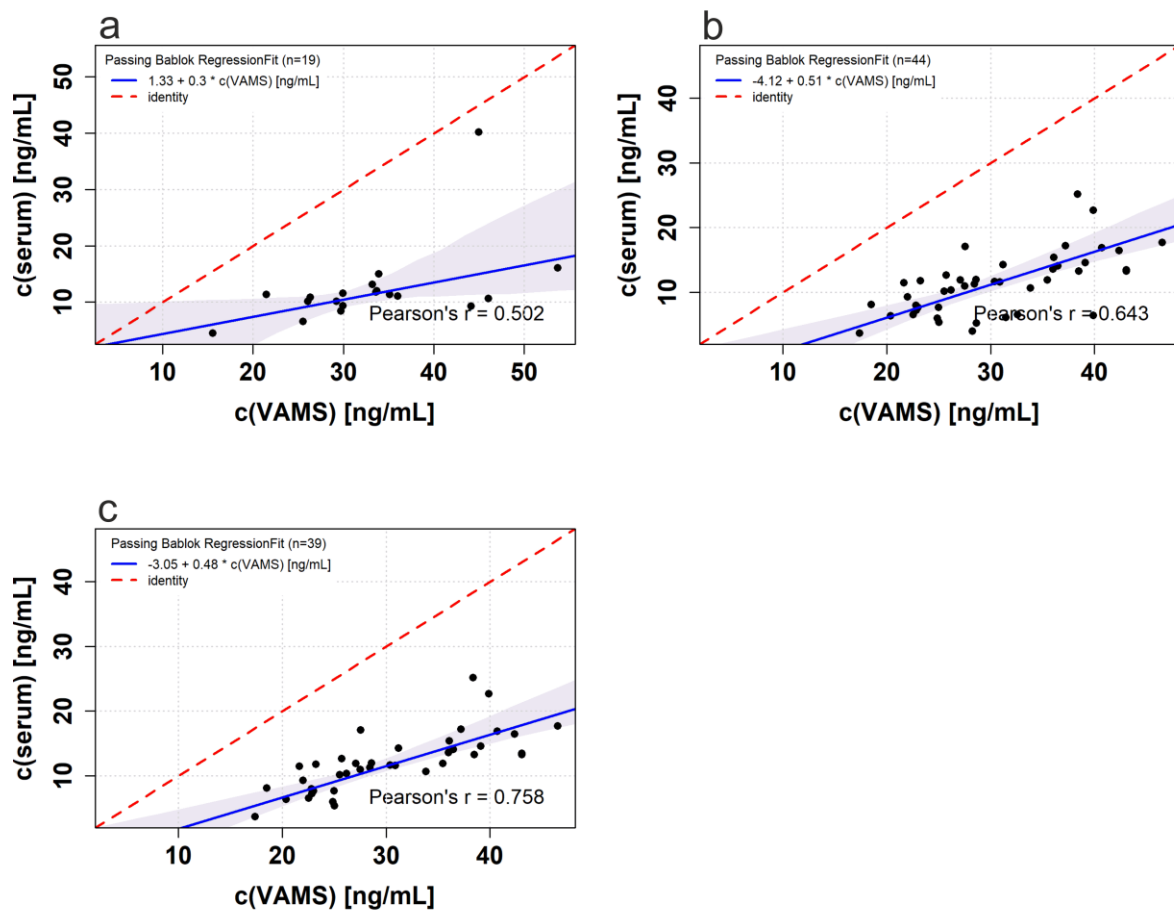 a
Passing Bablok RegressionFit (n=19)
1.33 + 0.3 * c(VAMS) [ng/mL]
identity
c(serum) [ng/mL]
50
40
30
20
10
Pearson's r = 0.502
10 20 30 40 50
c(VAMS) [ng/mL]
b
Passing Bablok RegressionFit (n=44)
-4.12 + 0.51 * c(VAMS) [ng/mL]
identity
c(serum) [ng/mL]
40
30
20
10
Pearson's r = 0.643
10 20 30 40
c(VAMS) [ng/mL]
c
Passing Bablok RegressionFit (n=39)
-3.05 + 0.48 * c(VAMS) [ng/mL]
identity
c(serum) [ng/mL]
40
30
20
10
Pearson's r = 0.758
10 20 30 40
c(VAMS) [ng/mL]